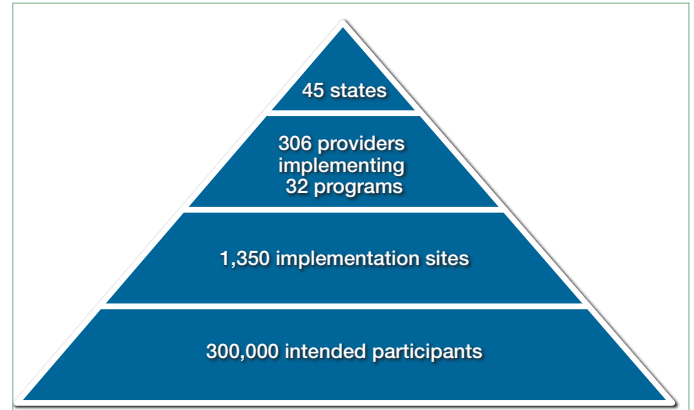 45 states
306 providers
implementing
32 programs
1,350 implementation sites
300,000 intended participants